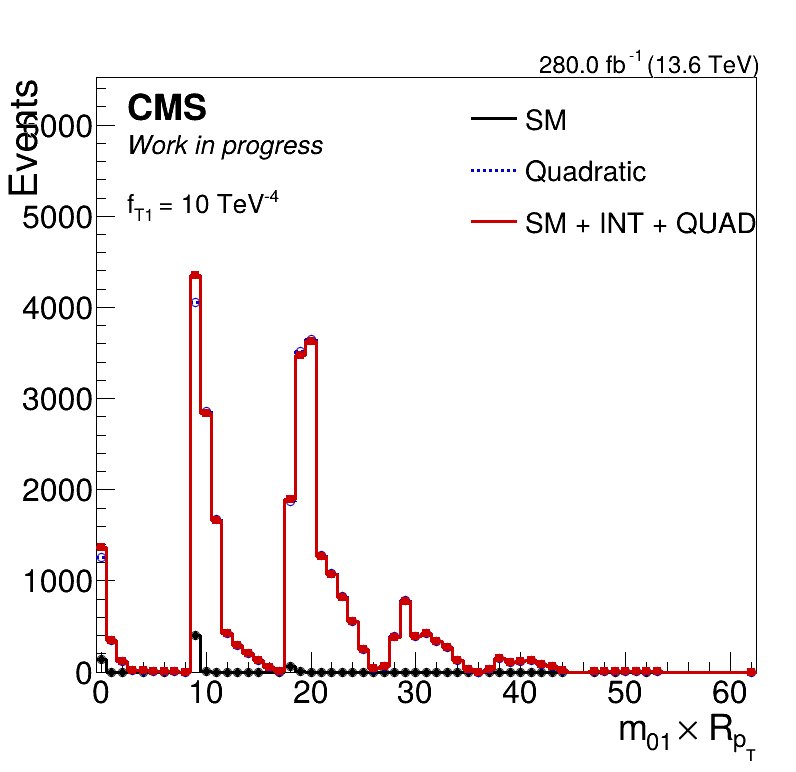 280.0 fb-1 (13.6 TeV)
CMS
Work in progress
fT1 = 10 TeV-4
SM
Quadratic
SM + INT + QUAD
Events
6000
5000
4000
3000
2000
1000
0
0 10 20 30 40 50 60
m01 × RpT